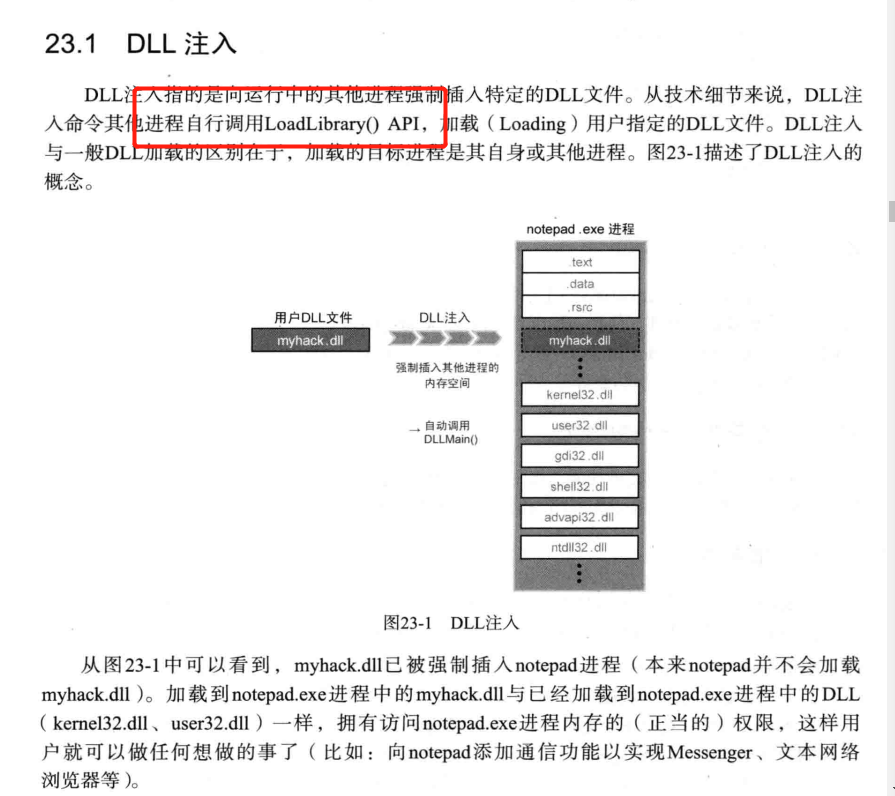 23.1 DLL 注入
DLL注入指的是向运行中的其他进程强制插入特定的DLL文件。从技术细节来说，DLL注
入命令其他进程自行调用LoadLibrary() API，加载（Loading）用户指定的DLL文件。DLL注入
与一般DLL加载的区别在于，加载的目标进程是其自身或其他进程。图23-1描述了DLL注入的
概念。
notepad .exe 进程
.text
.data
.rsrc
用户DLL文件
DLL注入
myhack.dll
myhack.dll
强制插入其他进程的
内存空间
kernel32.dll
→ 自动调用
DLLMain()
user32.dll
gdi32.dll
shell32.dll
advapi32.dll
ntdll32.dll
图23-1 DLL注入
从图23-1中可以看到，myhack.dll已被强制插入notepad进程（本来notepad并不会加载
myhack.dll）。加载到notepad.exe进程中的myhack.dll与已经加载到notepad.exe进程中的DLL
（kernel32.dll、user32.dll）一样，拥有访问notepad.exe进程内存的（正当的）权限，这样用
户就可以做任何想做的事了（比如：向notepad添加通信功能以实现Messenger、文本网络
浏览器等）。